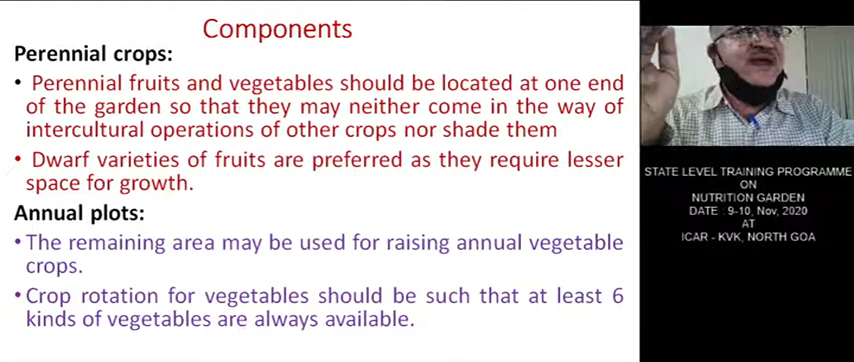 Components
Perennial crops:
• Perennial fruits and vegetables should be located at one end
of the garden so that they may neither come in the way of
intercultural operations of other crops nor shade them
• Dwarf varieties of fruits are preferred as they require lesser
space for growth.
Annual plots:
• The remaining area may be used for raising annual vegetable
crops.
• Crop rotation for vegetables should be such that at least 6
kinds of vegetables are always available.
STATE LEVEL TRAINING PROGRAMME
ON
NUTRITION GARDEN
DATE : 9-10, Nov, 2020
AT
ICAR - KVK, NORTH GOA